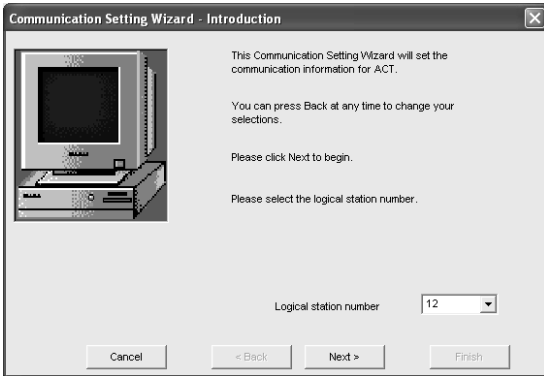 Communication Setting Wizard - Introduction
This Communication Setting Wizard will set the
communication information for ACT.
You can press Back at any time to change your
selections.
Please click Next to begin.
Please select the logical station number.
Logical station number 12
Cancel < Back Next > Finish